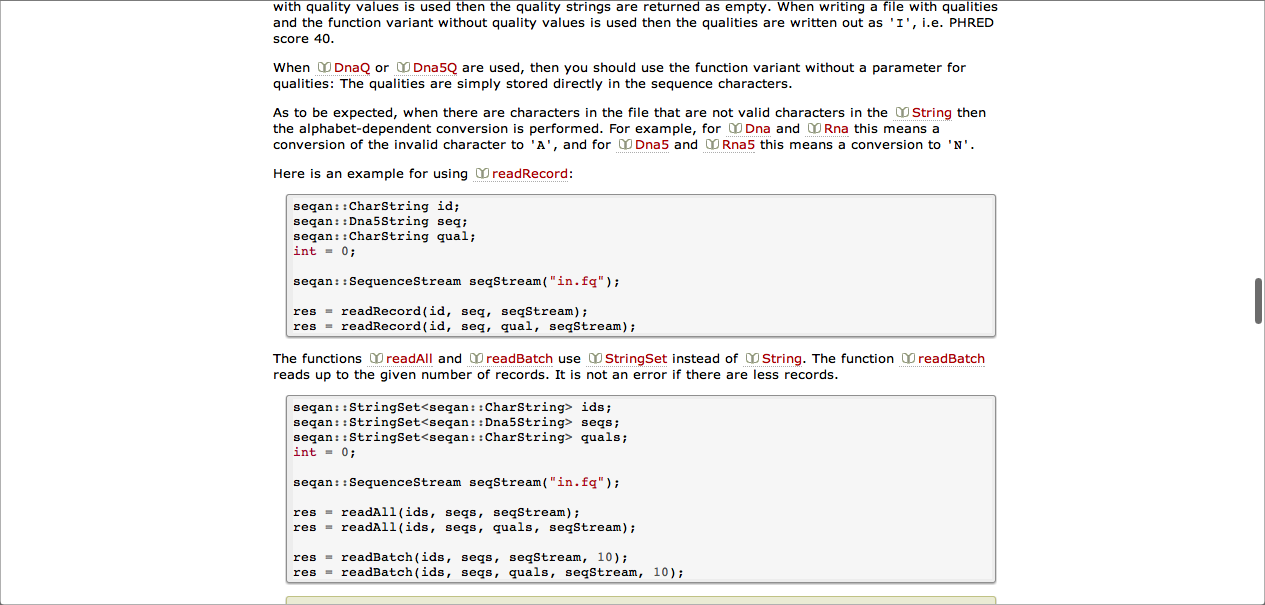 with quality values is used then the quality strings are returned as empty. When writing a file with qualities
and the function variant without quality values is used then the qualities are written out as 'I', i.e. PHRED
score 40.
When DnaQ or Dna5Q are used, then you should use the function variant without a parameter for
qualities: The qualities are simply stored directly in the sequence characters.
As to be expected, when there are characters in the file that are not valid characters in the String then
the alphabet-dependent conversion is performed. For example, for Dna and Rna this means a
conversion of the invalid character to 'A', and for Dna5 and Rna5 this means a conversion to 'N'.
Here is an example for using readRecord:
seqan::CharString id;
seqan::Dna5String seq;
seqan::CharString qual;
int = 0;
seqan::SequenceStream seqStream("in.fq");
res = readRecord(id, seq, seqStream);
res = readRecord(id, seq, qual, seqStream);
The functions readAll and readBatch use StringSet instead of String. The function readBatch
reads up to the given number of records. It is not an error if there are less records.
seqan::StringSet<seqan::CharString> ids;
seqan::StringSet<seqan::Dna5String> seqs;
seqan::StringSet<seqan::CharString> quals;
int = 0;
seqan::SequenceStream seqStream("in.fq");
res = readAll(ids, seqs, seqStream);
res = readAll(ids, seqs, quals, seqStream);
res = readBatch(ids, seqs, seqStream, 10);
res = readBatch(ids, seqs, quals, seqStream, 10);